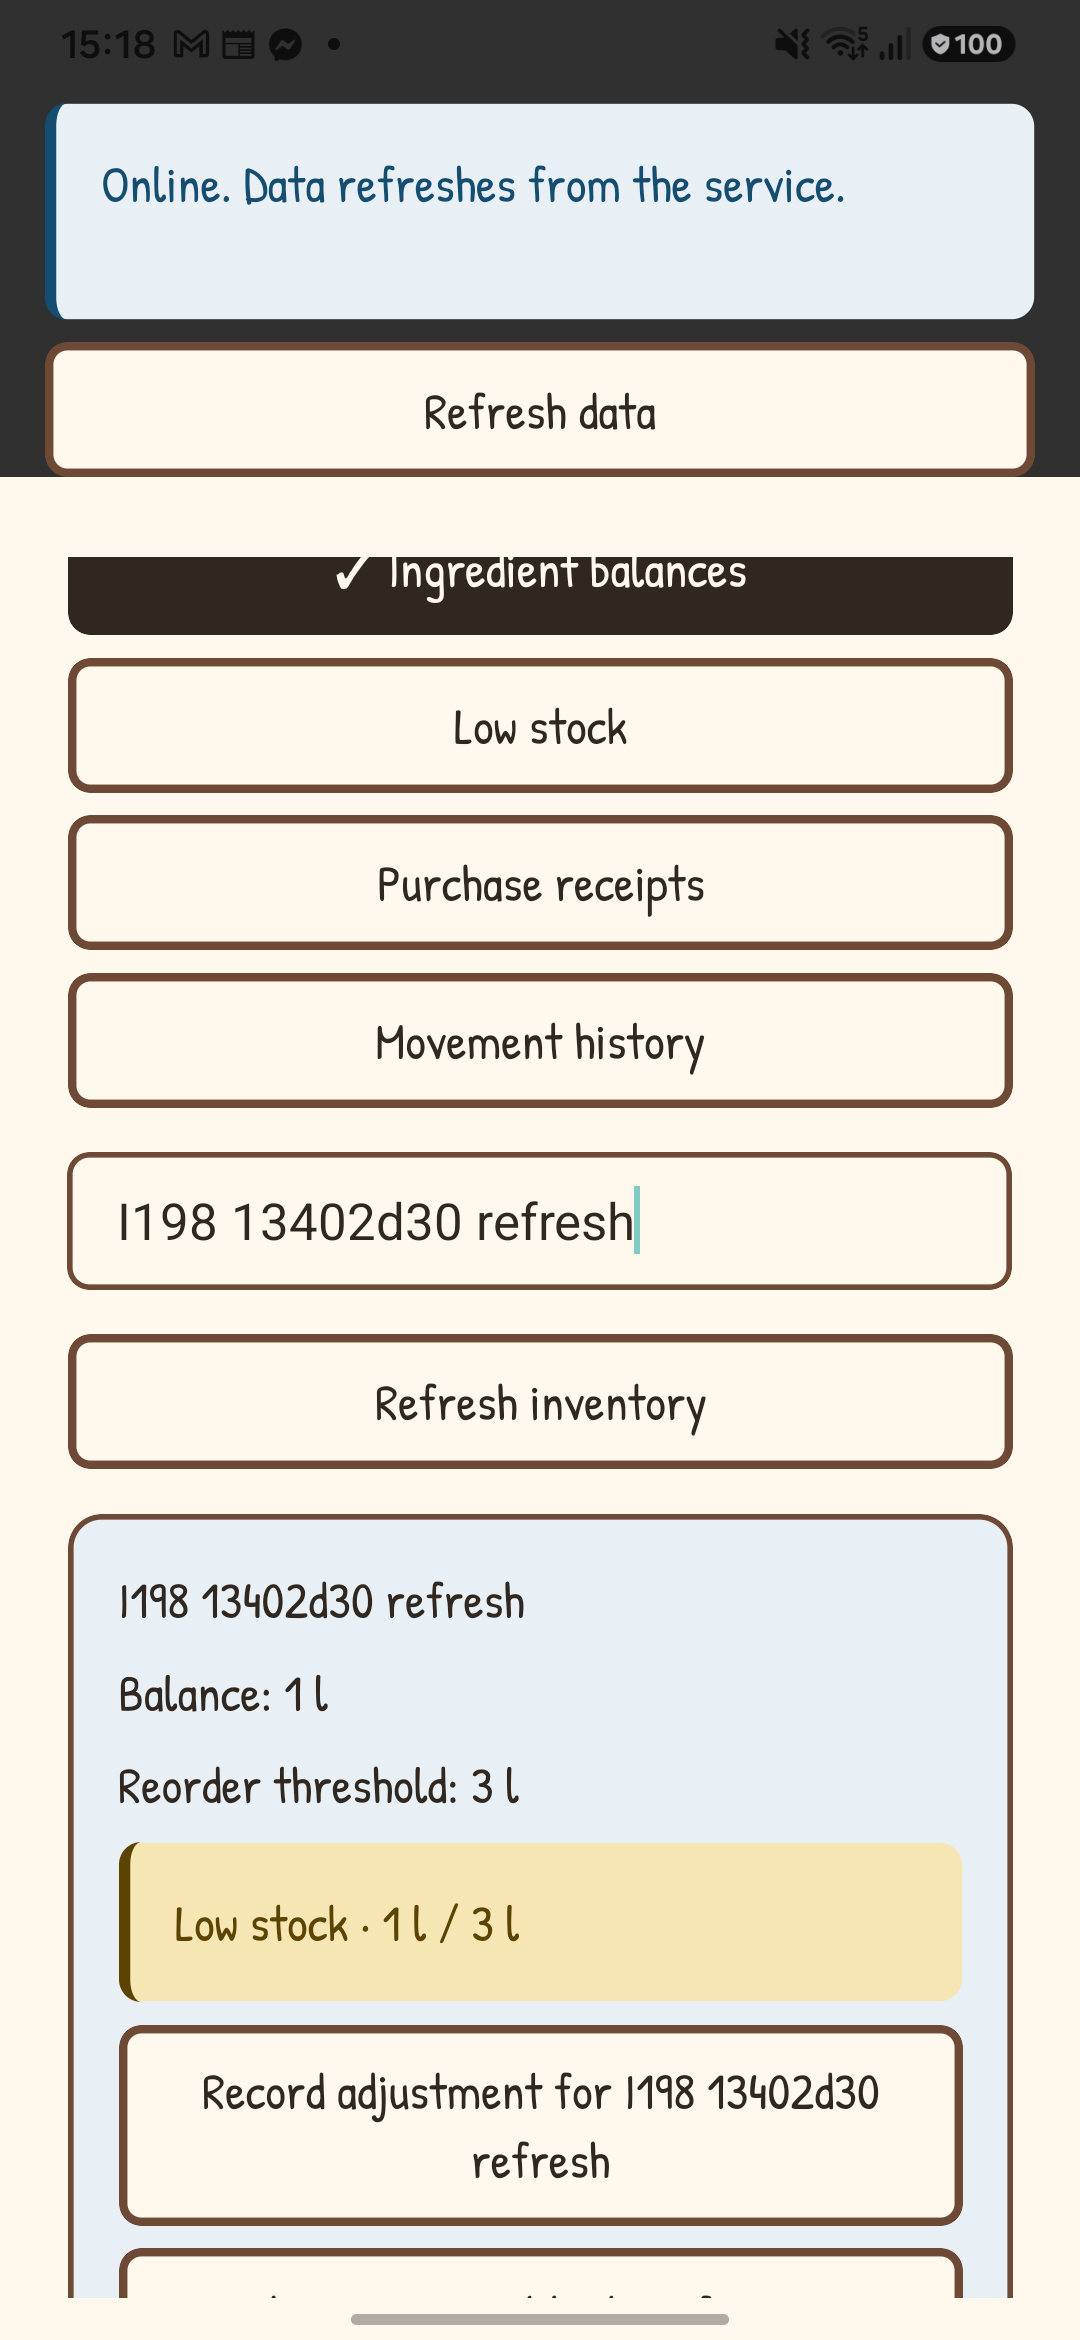 15:18
5
100
Online. Data refreshes from the service.
Refresh data
✓ Ingredient balances
Low stock
Purchase receipts
Movement history
I198 13402d30 refresh
Refresh inventory
I198 13402d30 refresh
Balance: 1 l
Reorder threshold: 3 l
Low stock · 1 l / 3 l
Record adjustment for I198 13402d30
refresh